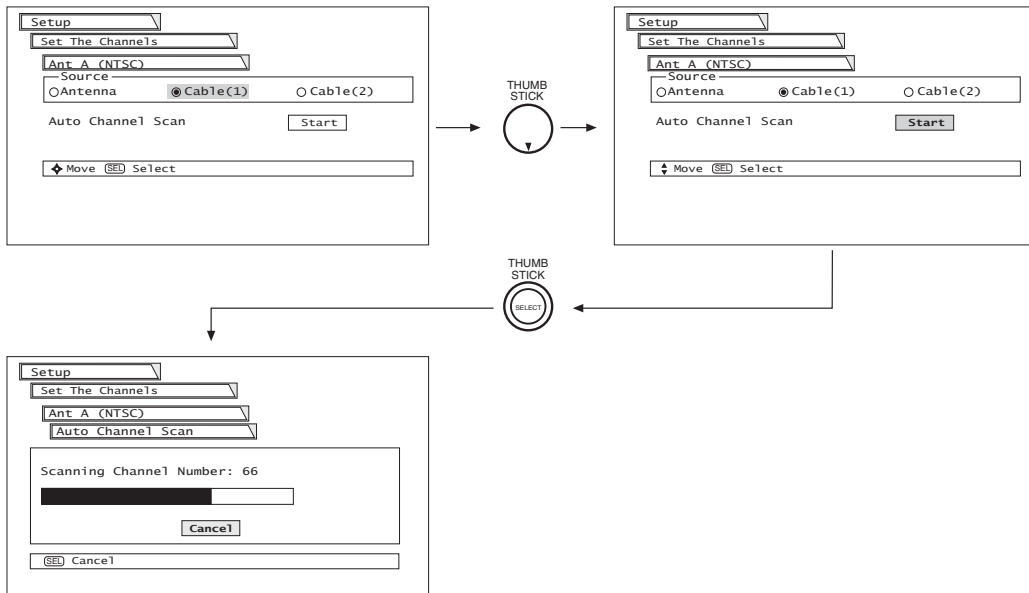 Setup
Set The Channels
Ant A (NTSC)
Source
Antenna Cable(1) Cable(2)
Auto Channel Scan Start
Move SEL Select
THUMB
STICK
Setup
Set The Channels
Ant A (NTSC)
Source
Antenna Cable(1) Cable(2)
Auto Channel Scan Start
Move SEL Select
THUMB
STICK
SELECT
Setup
Set The Channels
Ant A (NTSC)
Auto Channel Scan
Scanning Channel Number: 66
Cancel
SEL Cancel